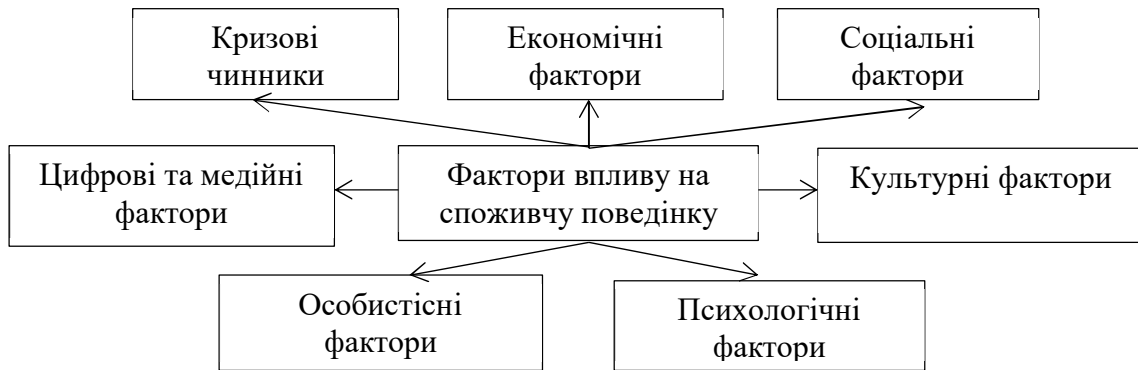 Кризові
чинники
Економічні
фактори
Соціальні
фактори
Цифрові та медійні
фактори
Фактори впливу на
споживчу поведінку
Культурні фактори
Особистісні
фактори
Психологічні
фактори